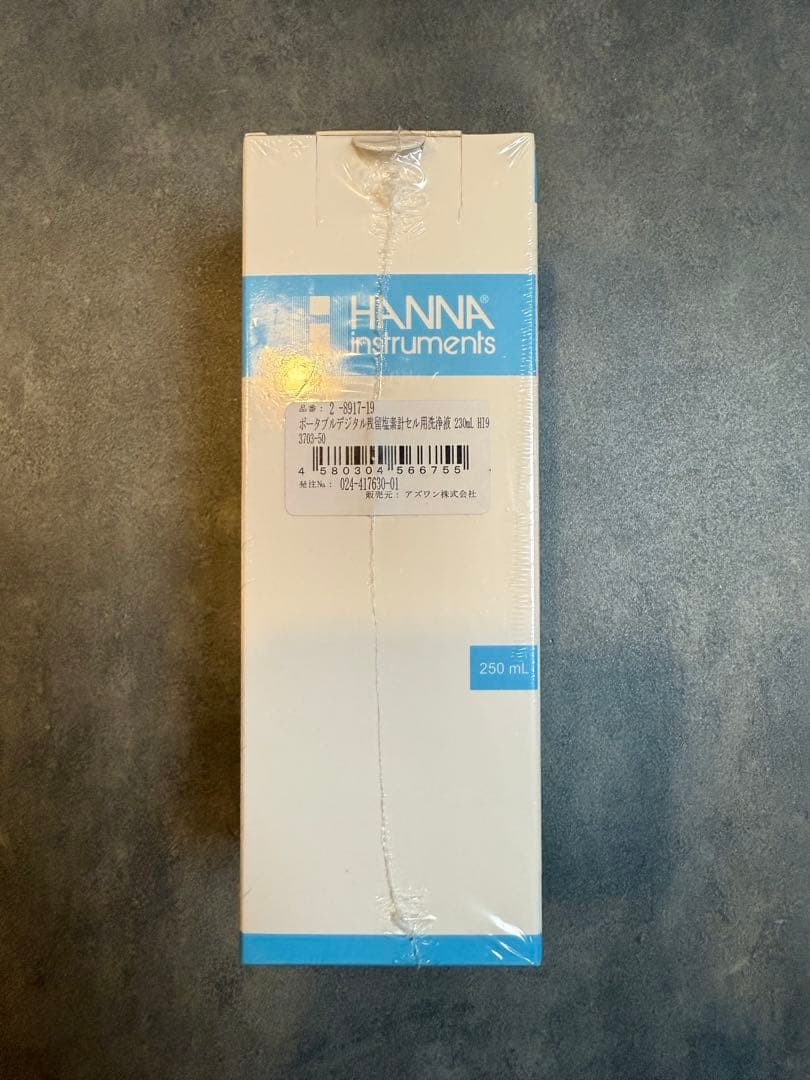 HANNA®
instruments
品番: 2 -8917-19
ポータブルデジタル残留塩素計セル用洗浄液 230mL HI9
3703-50
4 580304 566755
発注No.: 024-417630-01
販売元: アズワン株式会社
250 mL